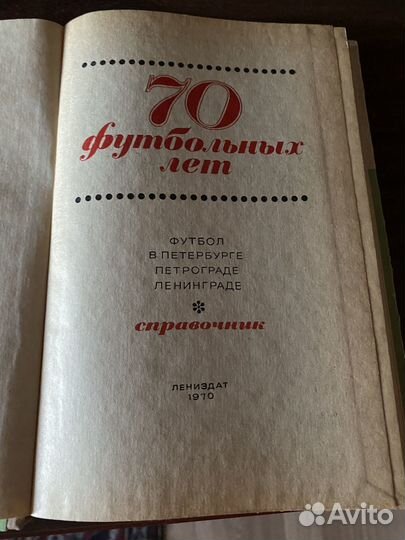 70
футбольных
лет
ФУТБОЛ
В ПЕТЕРБУРГЕ
ПЕТРОГРАДЕ
ЛЕНИНГРАДЕ
справочник
ЛЕНИЗДАТ
1970
Avito